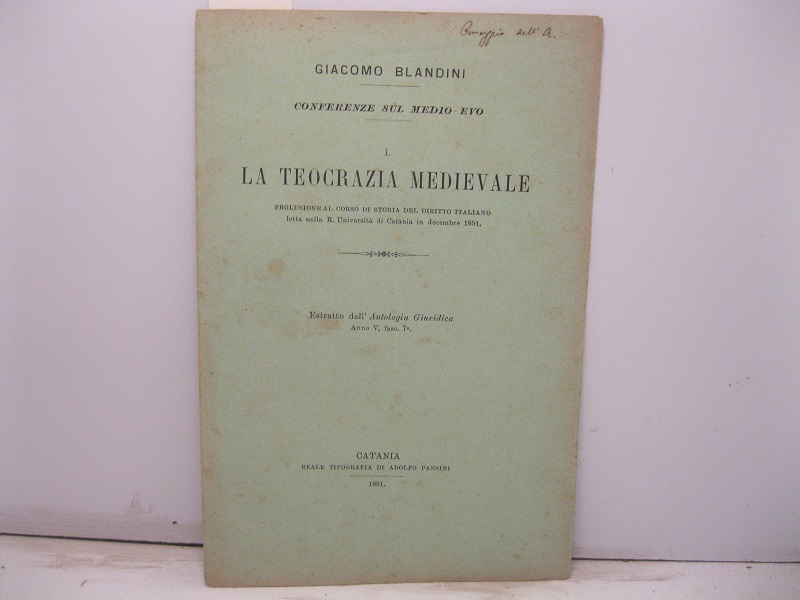 Omaggio dell' A.
GIACOMO BLANDINI
CONFERENZE SUL MEDIO-EVO
I.
LA TEOCRAZIA MEDIEVALE
PROLUSIONE AL CORSO DI STORIA DEL DIRITTO ITALIANO
letta nella R. Università di Catania in decembre 1891.
Estratto dall' Antologia Giuridica
Anno V, fasc. 7º.
CATANIA
REALE TIPOGRAFIA DI ADOLFO PANSINI
1891.